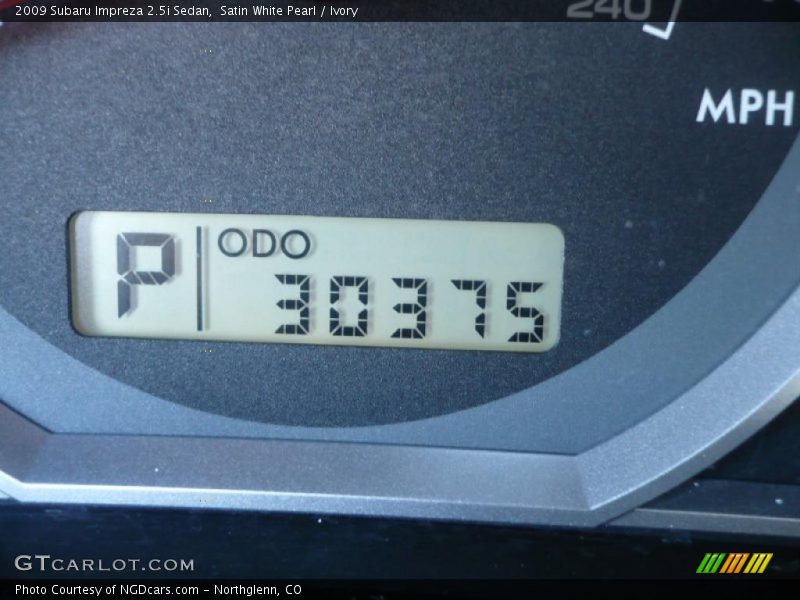 2009 Subaru Impreza 2.5i Sedan,  Satin White Pearl / Ivory
240
MPH
P
ODO
30375
GTCARLOT.COM
Photo Courtesy of NGDcars.com – Northglenn, CO